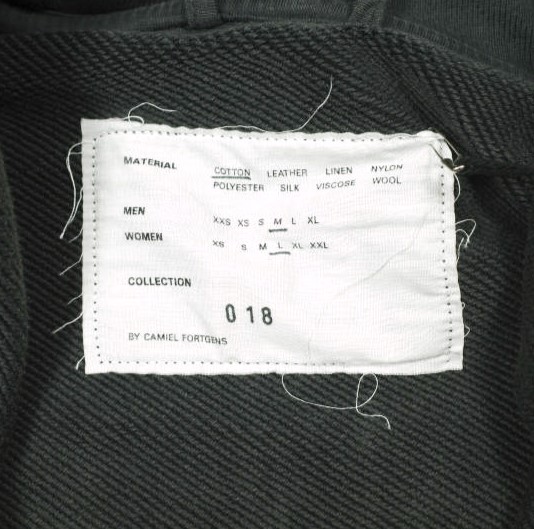 MATERIAL COTTON LEATHER LINEN NYLON
POLYESTER SILK VISCOSE WOOL
MEN XXS XS S M L XL
WOMEN XS S M L XL XXL
COLLECTION
018
BY CAMIEL FORTGENS